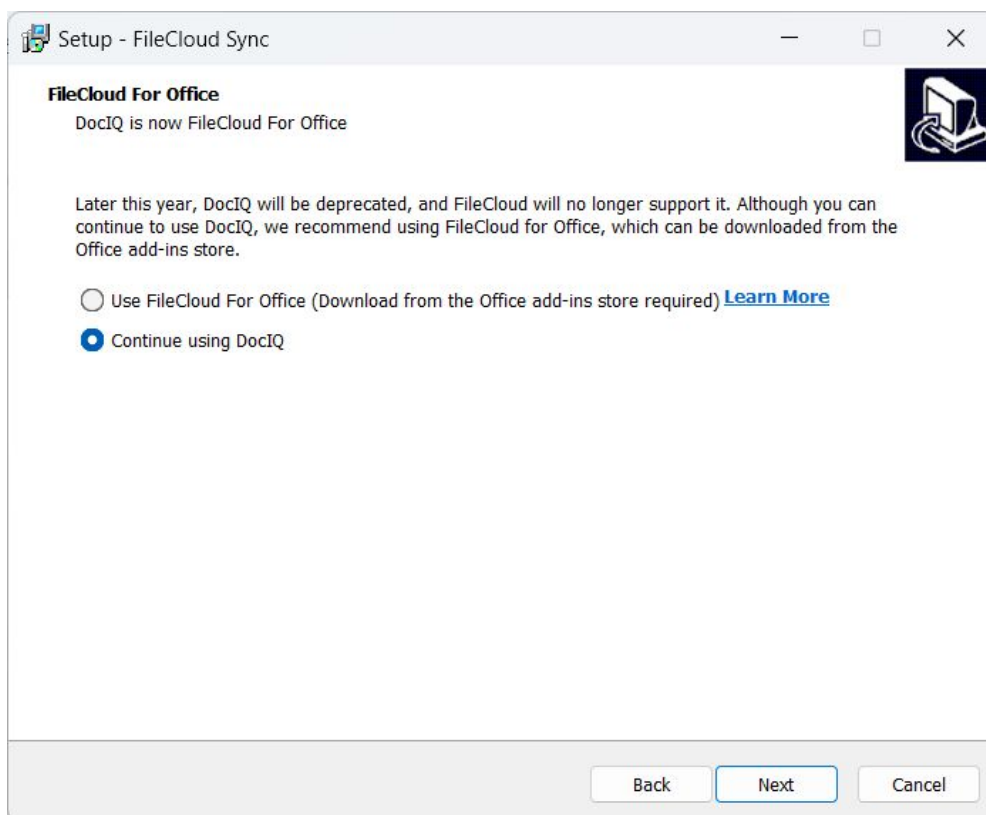 Setup - FileCloud Sync
FileCloud For Office
DocIQ is now FileCloud For Office
Later this year, DocIQ will be deprecated, and FileCloud will no longer support it. Although you can
continue to use DocIQ, we recommend using FileCloud for Office, which can be downloaded from the
Office add-ins store.
Use FileCloud For Office (Download from the Office add-ins store required) Learn More
Continue using DocIQ
Back Next Cancel